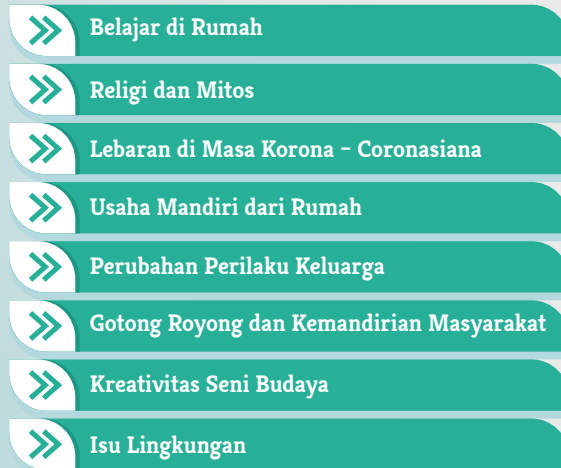 Belajar di Rumah
Religi dan Mitos
Lebaran di Masa Korona – Coronasiana
Usaha Mandiri dari Rumah
Perubahan Perilaku Keluarga
Gotong Royong dan Kemandirian Masyarakat
Kreativitas Seni Budaya
Isu Lingkungan